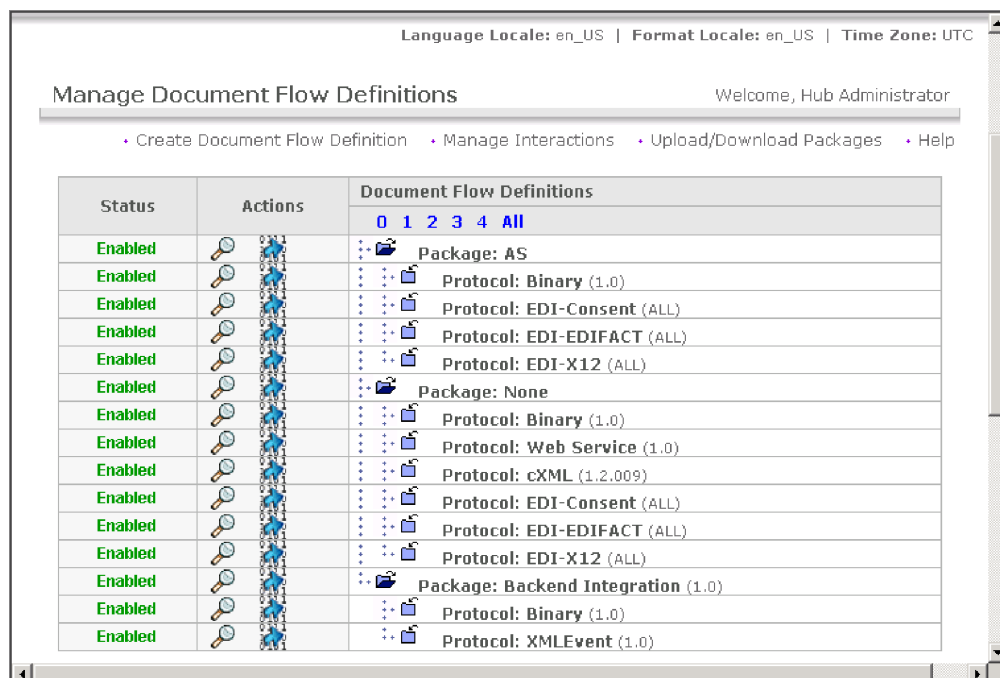 Language Locale: en_US | Format Locale: en_US | Time Zone: UTC
Manage Document Flow Definitions Welcome, Hub Administrator
Create Document Flow Definition Manage Interactions Upload/Download Packages Help
Status Actions Document Flow Definitions
0 1 2 3 4 All
Enabled Package: AS
Enabled Protocol: Binary (1.0)
Enabled Protocol: EDI-Consent (ALL)
Enabled Protocol: EDI-EDIFACT (ALL)
Enabled Protocol: EDI-X12 (ALL)
Enabled Package: None
Enabled Protocol: Binary (1.0)
Enabled Protocol: Web Service (1.0)
Enabled Protocol: cXML (1.2.009)
Enabled Protocol: EDI-Consent (ALL)
Enabled Protocol: EDI-EDIFACT (ALL)
Enabled Protocol: EDI-X12 (ALL)
Enabled Package: Backend Integration (1.0)
Enabled Protocol: Binary (1.0)
Enabled Protocol: XMLEvent (1.0)